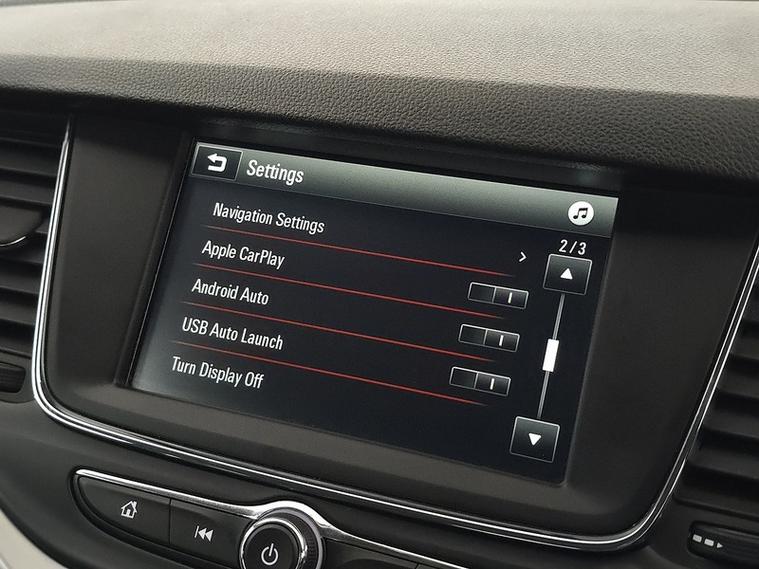 Settings
2/3
Navigation Settings
Apple CarPlay
Android Auto
USB Auto Launch
Turn Display Off